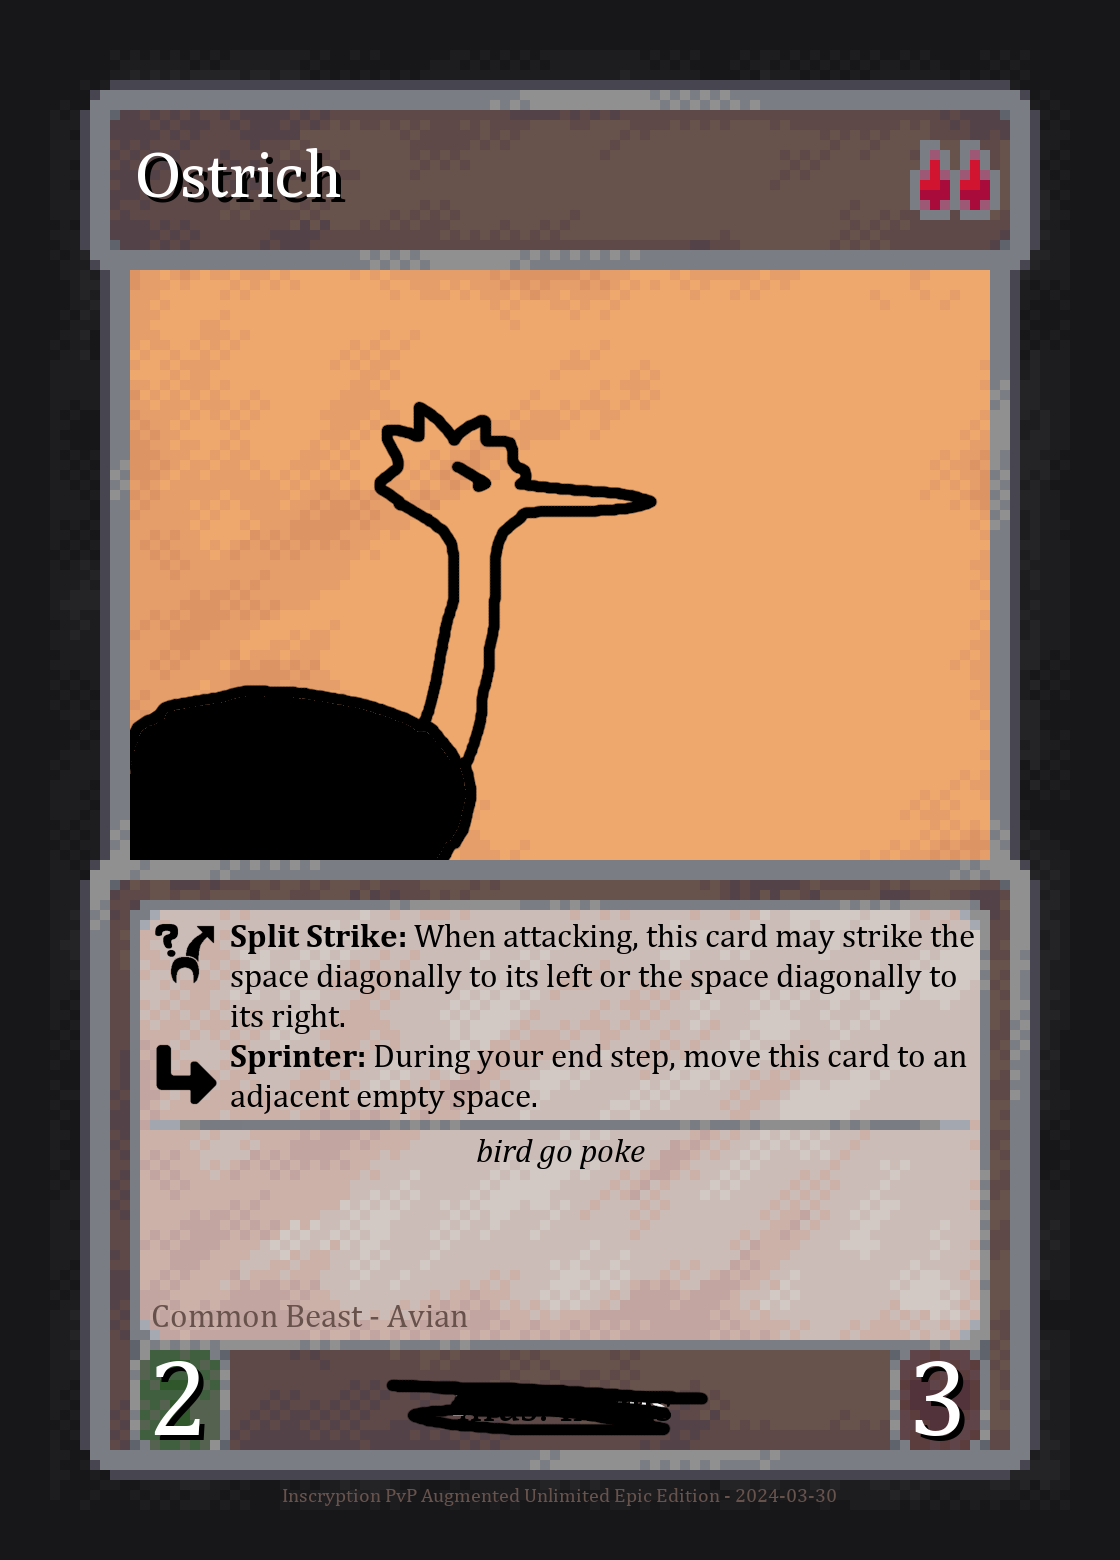 Ostrich
Split Strike: When attacking, this card may strike the
space diagonally to its left or the space diagonally to
its right.
Sprinter: During your end step, move this card to an
adjacent empty space.
bird go poke
Common Beast - Avian
2
3
Inscryption PvP Augmented Unlimited Epic Edition - 2024-03-30